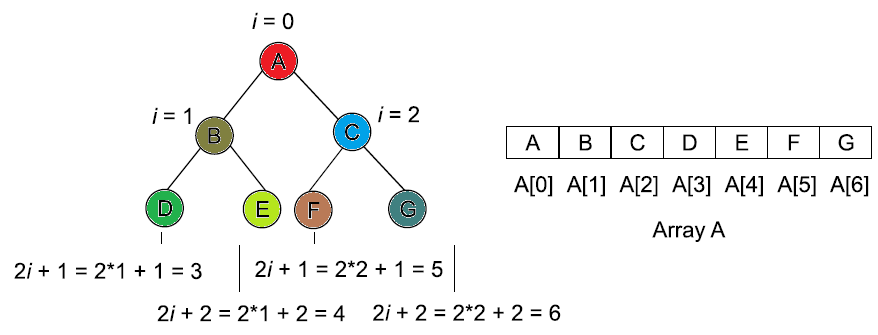 i = 0
A
i = 1
B
C
i = 2
D
E
F
G
2i + 1 = 2*1 + 1 = 3
2i + 1 = 2*2 + 1 = 5
2i + 2 = 2*1 + 2 = 4
2i + 2 = 2*2 + 2 = 6
A B C D E F G
A[0] A[1] A[2] A[3] A[4] A[5] A[6]
Array A